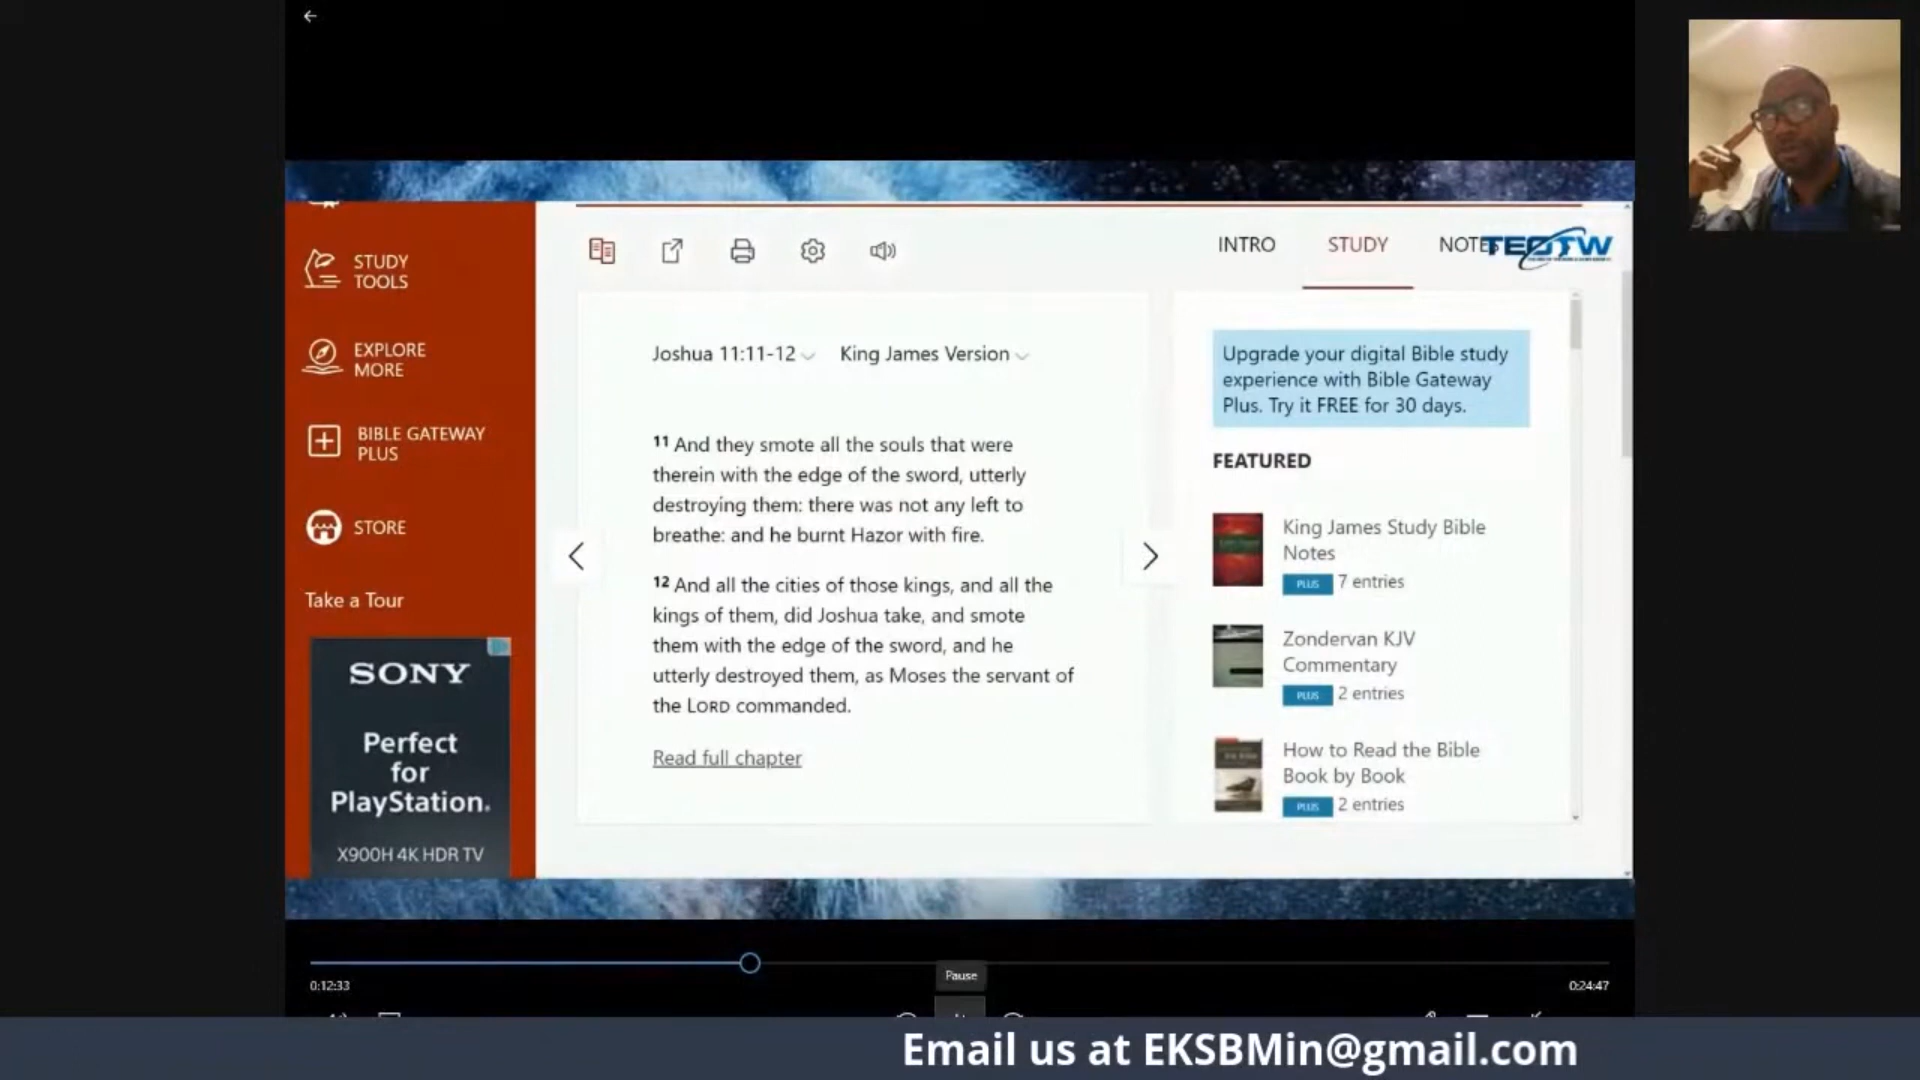 STUDY
TOOLS
EXPLORE
MORE
BIBLE GATEWAY
PLUS
STORE
Take a Tour
SONY
Perfect
for
PlayStation.
X900H 4K HDR TV
INTRO
STUDY
NOTES
TEOTW
Joshua 11:11-12
King James Version
11 And they smote all the souls that were
therein with the edge of the sword, utterly
destroying them: there was not any left to
breathe: and he burnt Hazor with fire.
12 And all the cities of those kings, and all the
kings of them, did Joshua take, and smote
them with the edge of the sword, and he
utterly destroyed them, as Moses the servant of
the LORD commanded.
Read full chapter
Upgrade your digital Bible study
experience with Bible Gateway
Plus. Try it FREE for 30 days.
FEATURED
King James Study Bible
Notes
PLUS 7 entries
Zondervan KJV
Commentary
PLUS 2 entries
How to Read the Bible
Book by Book
PLUS 2 entries
Pause
0:12:33
0:24:47
Email us at EKSBMin@gmail.com